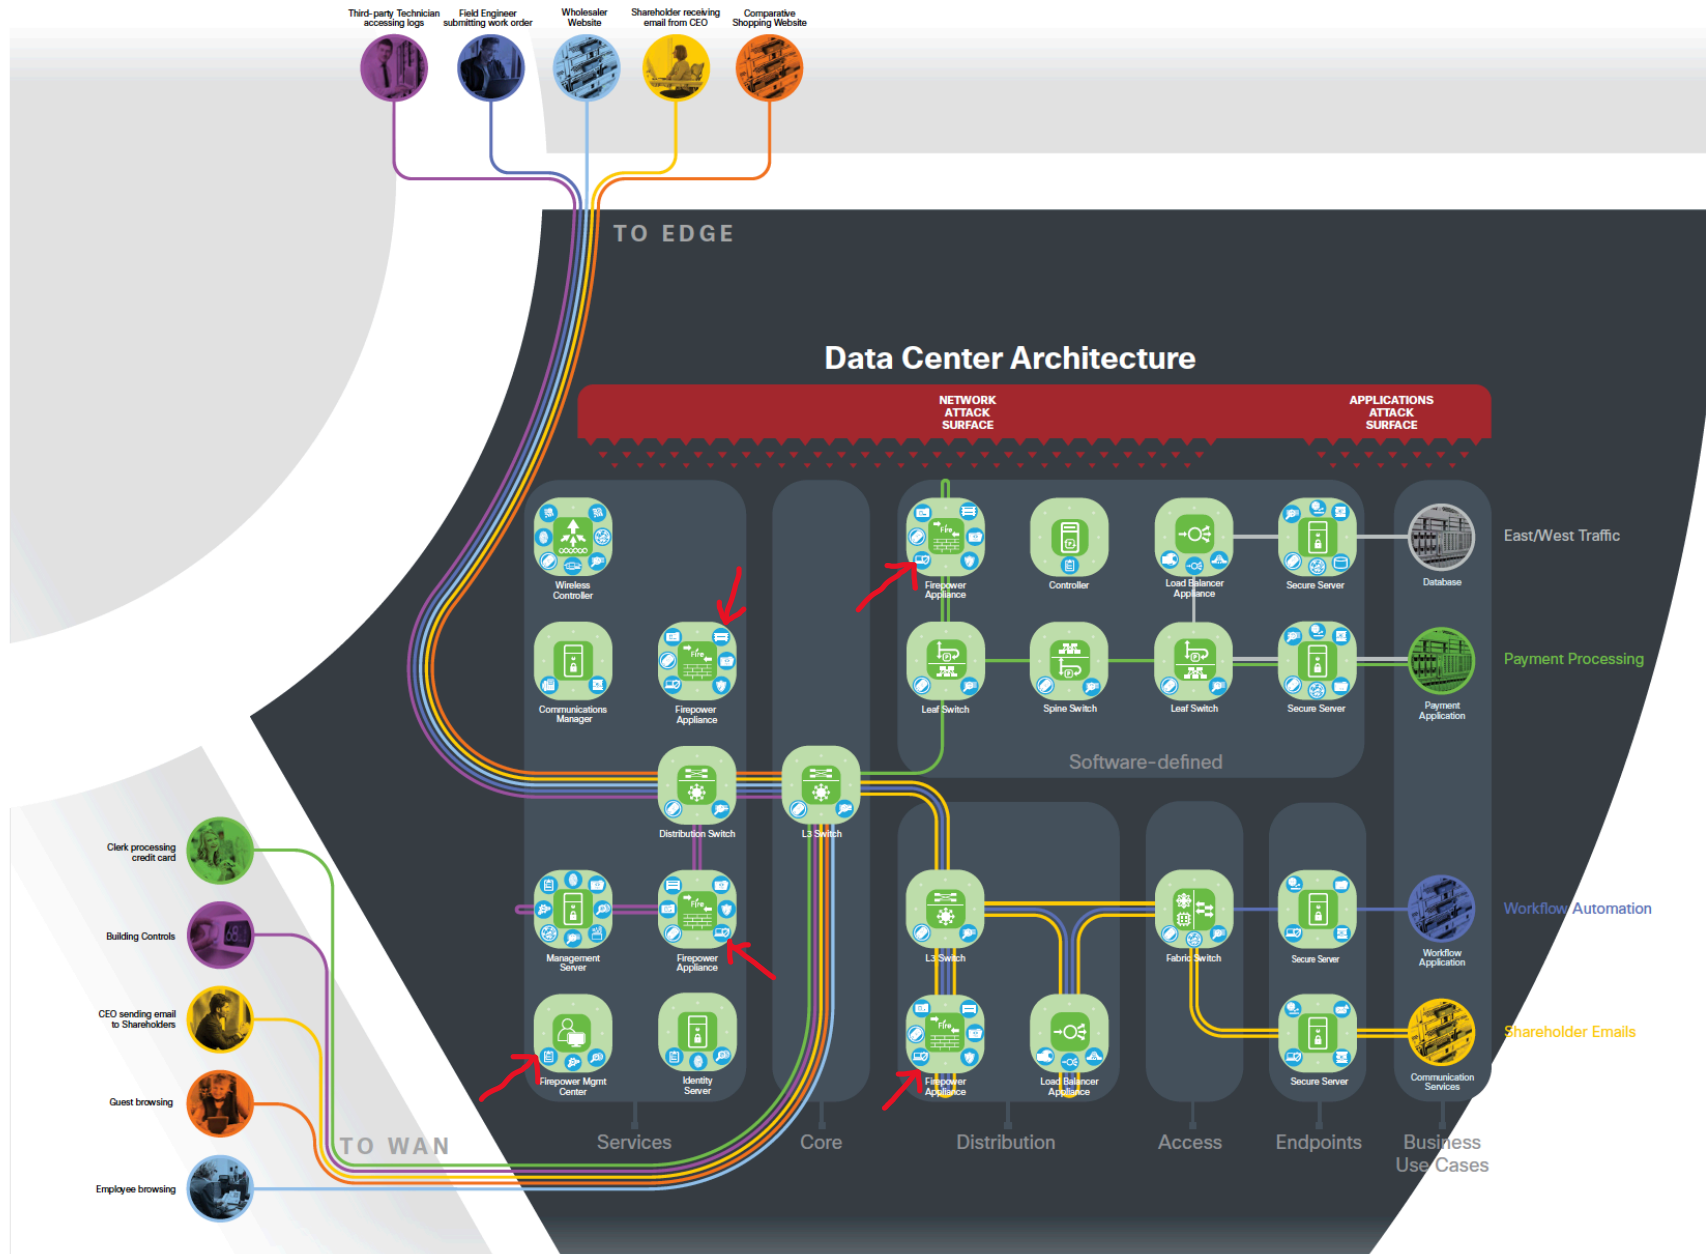 Third-party Technician
accessing logs
Field Engineer
submitting work order
Wholesaler
Website
Shareholder receiving
email from CEO
Comparative
Shopping Website
TO EDGE
Data Center Architecture
NETWORK
ATTACK
SURFACE
APPLICATIONS
ATTACK
SURFACE
Wireless
Controller
Fire
Firepower
Appliance
Controller
Load Balancer
Appliance
Secure Server
Database
East/West Traffic
Communications
Manager
Fire
Firepower
Appliance
Leaf Switch
Spine Switch
Leaf Switch
Secure Server
Payment
Application
Payment Processing
Software-defined
Distribution Switch
L3 Switch
Clerk processing
credit card
Building Controls
CEO sending email
to Shareholders
Guest browsing
Employee browsing
Management
Server
Fire
Firepower
Appliance
L3 Switch
Fabric Switch
Secure Server
Workflow
Application
Workflow Automation
Firepower Mgmt
Center
Identity
Server
Fire
Firepower
Appliance
Load Balancer
Appliance
Secure Server
Communication
Services
Shareholder Emails
TO WAN
Services
Core
Distribution
Access
Endpoints
Business
Use Cases